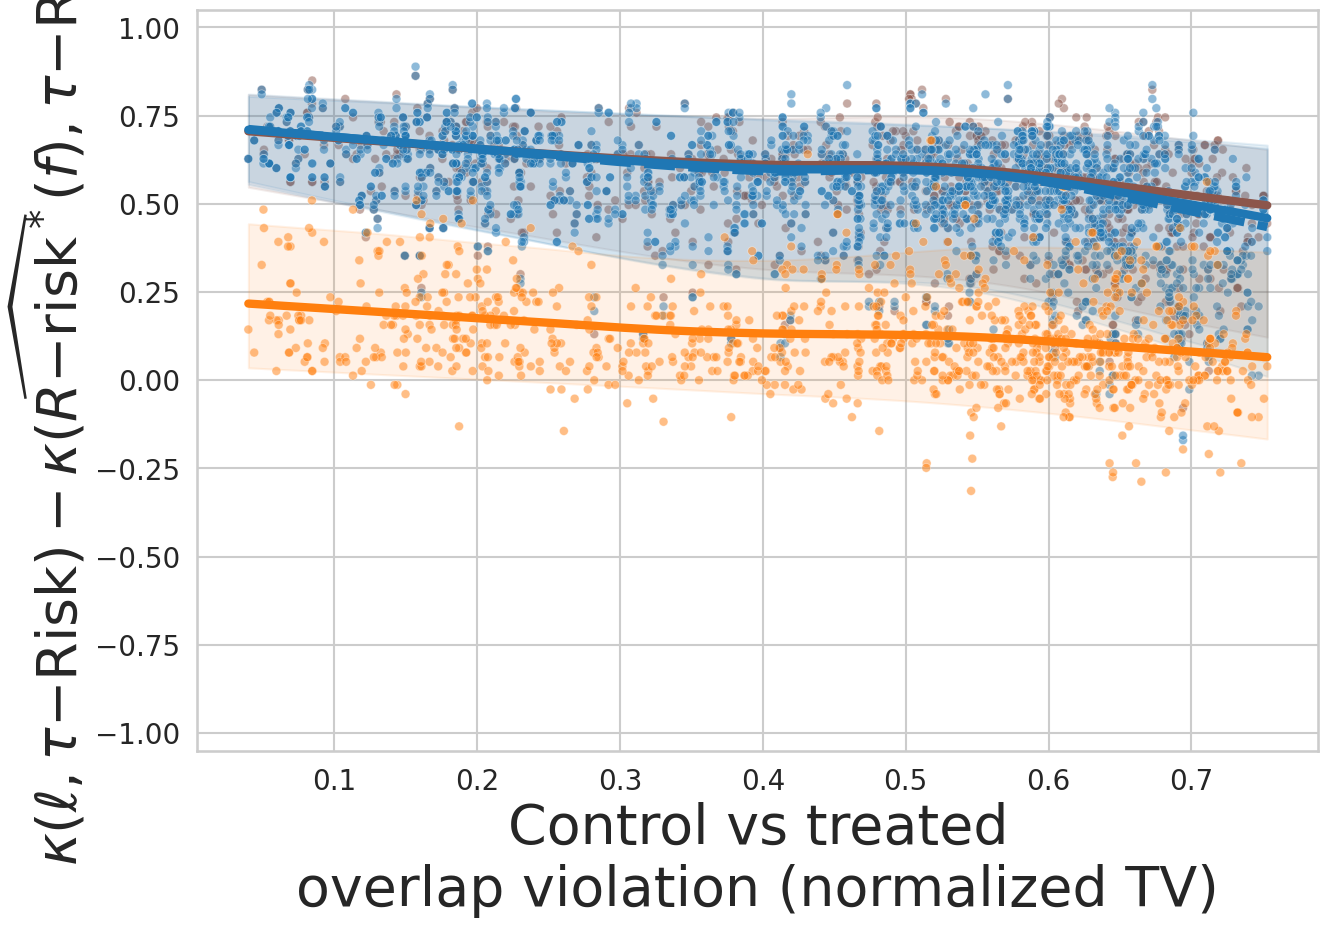 κ(ℓ, τ−Risk) − κ(R−risk* (f), τ−R
1.00
0.75
0.50
0.25
0.00
−0.25
−0.50
−0.75
−1.00
0.1 0.2 0.3 0.4 0.5 0.6 0.7
Control vs treated
overlap violation (normalized TV)